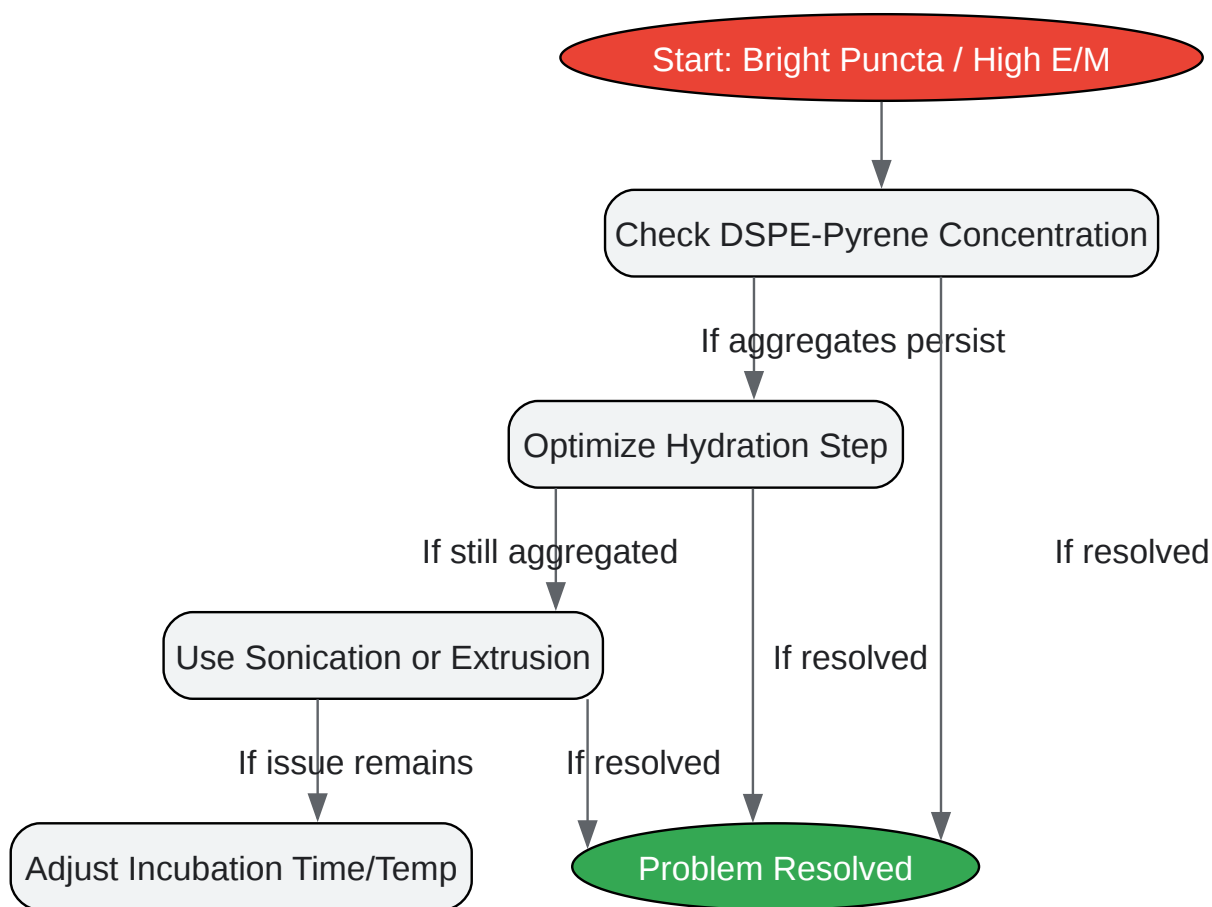 Start: Bright Puncta / High E/M
Check DSPE-Pyrene Concentration
If aggregates persist
Optimize Hydration Step
If still aggregated
If resolved
Use Sonication or Extrusion
If resolved
If issue remains
If resolved
Adjust Incubation Time/Temp
Problem Resolved